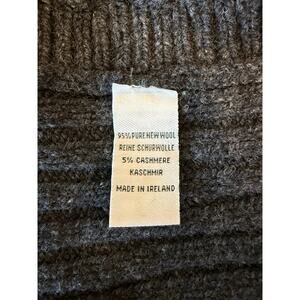 95% PURE NEW WOOL
REINE SCHURWOLLE
5% CASHMERE
KASCHMIR
MADE IN IRELAND